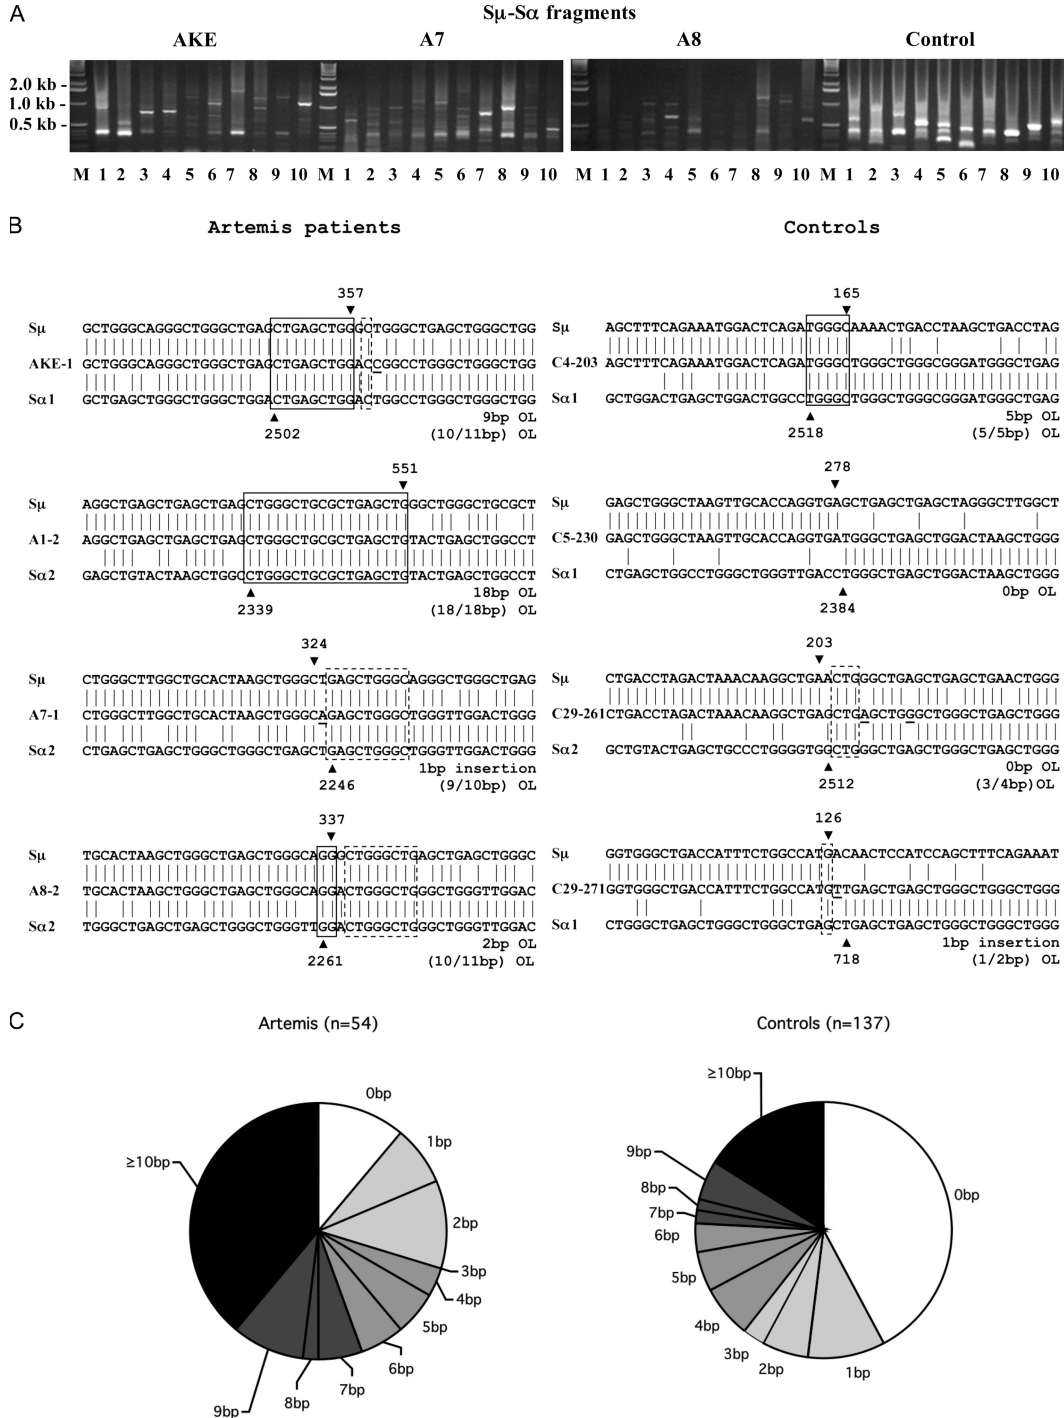 A
Sμ-Sα fragments
AKE A7 A8 Control
2.0 kb -
1.0 kb -
0.5 kb -
M 1 2 3 4 5 6 7 8 9 10 M 1 2 3 4 5 6 7 8 9 10 M 1 2 3 4 5 6 7 8 9 10 M 1 2 3 4 5 6 7 8 9 10
B
Artemis patients
357
Sμ GCTGGGCAGGGCTGGGCTGAGCTGAGCTGGGCTGGGCTGAGCTGGGCTGG
AKE-1 GCTGGGCAGGGCTGGGCTGAGCTGAGCTGGACCGGCCTGGGCTGGGCTGG
Sα1 GCTGAGCTGGGCTGGGCTGGACTGAGCTGGACTGGCCTGGGCTGGGCTGG
9bp OL
2502 (10/11bp) OL
551
Sμ AGGCTGAGCTGAGCTGAGCTGGGCTGCGCTGAGCTGGGCTGGGCTGCGCT
A1-2 AGGCTGAGCTGAGCTGAGCTGGGCTGCGCTGAGCTGTACTGAGCTGGCCT
Sα2 GAGCTGTACTAAGCTGGCCTGGGCTGCGCTGAGCTGTACTGAGCTGGCCT
18bp OL
2339 (18/18bp) OL
324
Sμ CTGGGCTTGGCTGCACTAAGCTGGGCTGAGCTGGGCAGGGCTGGGCTGAG
A7-1 CTGGGCTTGGCTGCACTAAGCTGGGCAGAGCTGGGCTGGGTTGGACTGGG
Sα2 CTGAGCTGAGCTGGGCTGGGCTGAGCTGAGCTGGGCTGGGTTGGACTGGG
1bp insertion
2246 (9/10bp) OL
337
Sμ TGCACTAAGCTGGGCTGAGCTGGGCAGGGCTGGGCTGAGCTGAGCTGGGC
A8-2 TGCACTAAGCTGGGCTGAGCTGGGCAGGACTGGGCTGGGCTGGGTTGGAC
Sα2 TGGGCTGAGCTGAGCTGGGCTGGGTTGGACTGGGCTGGGCTGGGTTGGAC
2bp OL
2261 (10/11bp) OL
Controls
165
Sμ AGCTTTCAGAAATGGACTCAGATGGGCAAAACTGACCTAAGCTGACCTAG
C4-203 AGCTTTCAGAAATGGACTCAGATGGGCTGGGCTGGGCGGGATGGGCTGAG
Sα1 GCTGGACTGAGCTGGACTGGCCTGGGCTGGGCTGGGCGGGATGGGCTGAG
5bp OL
2518 (5/5bp) OL
278
Sμ GAGCTGGGCTAAGTTGCACCAGGTGAGCTGAGCTGAGCTAGGGCTTGGCT
C5-230 GAGCTGGGCTAAGTTGCACCAGGTGATGGGCTGAGCTGGACTAAGCTGGG
Sα1 CTGAGCTGGCCTGGGCTGGGTTGACCTGGGCTGAGCTGGACTAAGCTGGG
0bp OL
2384
203
Sμ CTGACCTAGACTAAACAAGGCTGAACTGGGCTGAGCTGAGCTGAACTGGG
C29-261 CTGACCTAGACTAAACAAGGCTGAGCTGAGCTGGGCTGGGCTGAGCTGGG
Sα2 GCTGTACTGAGCTGCCCTGGGGTGGCTGGGCTGAGCTGGGCTGAGCTGGG
0bp OL
2512 (3/4bp)OL
126
Sμ GGTGGGCTGACCATTTCTGGCCATGACAACTCCATCCAGCTTTCAGAAAT
C29-271 GGTGGGCTGACCATTTCTGGCCATGTTGAGCTGAGCTGGGCTGGGCTGGG
Sα1 CTGGGCTGAGCTGGGCTGGGCTGAGCTGAGCTGAGCTGGGCTGGGCTGGG
1bp insertion
718 (1/2bp) OL
C
Artemis (n=54)
0bp
1bp
2bp
3bp
4bp
5bp
6bp
7bp
8bp
9bp
≥10bp
Controls (n=137)
0bp
1bp
2bp
3bp
4bp
5bp
6bp
7bp
8bp
9bp
≥10bp